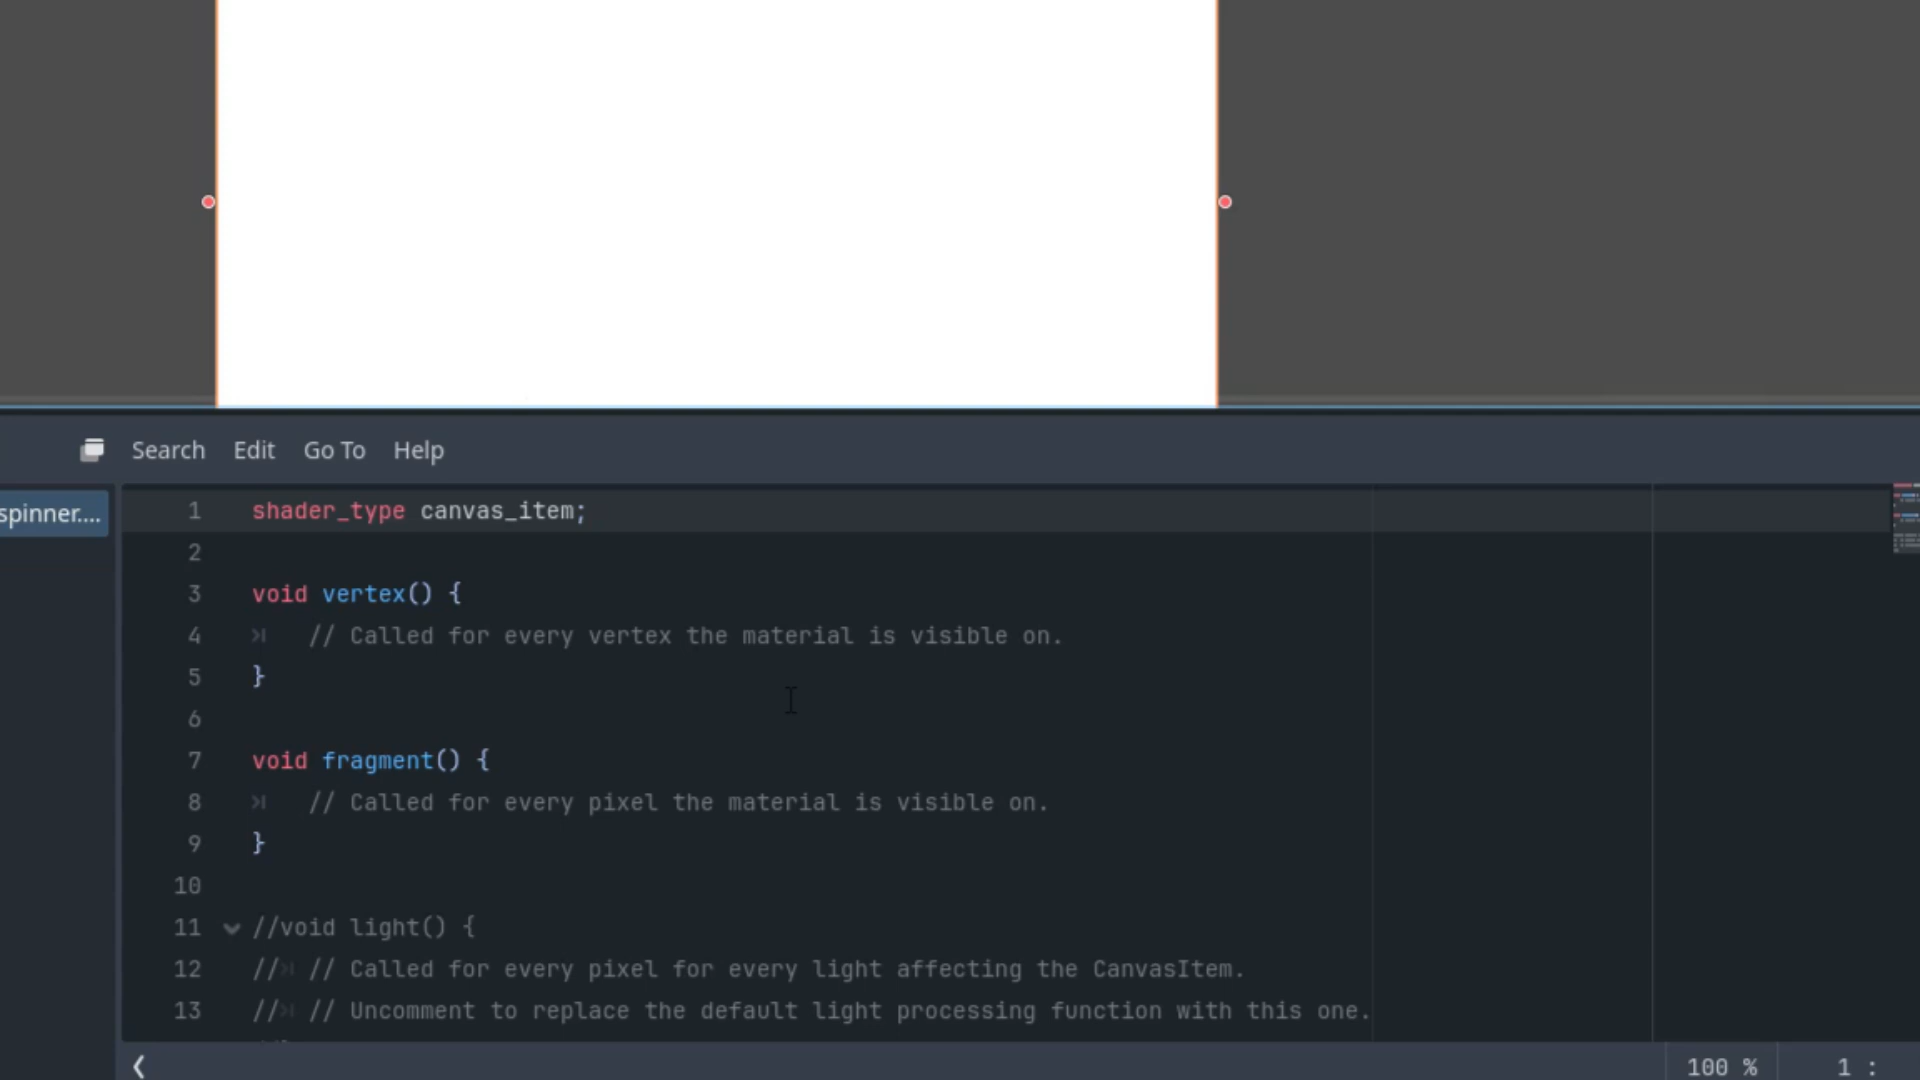 Search Edit Go To Help
spinner....
1 shader_type canvas_item;
2
3 void vertex() {
4 // Called for every vertex the material is visible on.
5 }
6
7 void fragment() {
8 // Called for every pixel the material is visible on.
9 }
10
11 //void light() {
12 // // Called for every pixel for every light affecting the CanvasItem.
13 // // Uncomment to replace the default light processing function with this one.
100 % 1 :